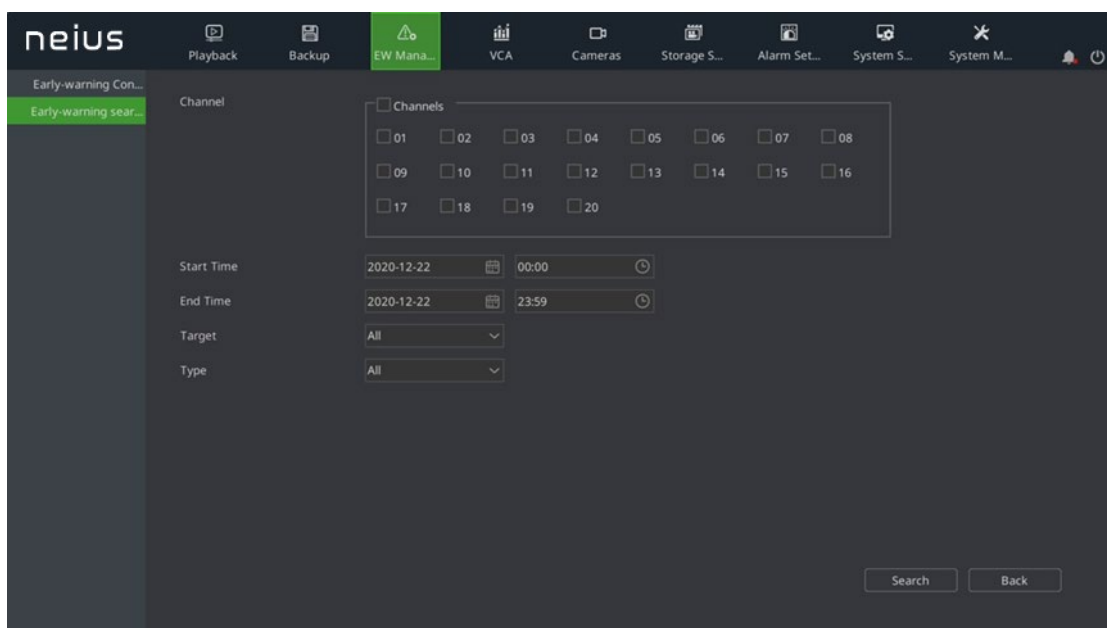 neius
Playback
Backup
EW Mana...
VCA
Cameras
Storage S...
Alarm Set...
System S...
System M...
Early-warning Con...
Early-warning sear...
Channel
Channels
01 02 03 04 05 06 07 08
09 10 11 12 13 14 15 16
17 18 19 20
Start Time 2020-12-22 00:00
End Time 2020-12-22 23:59
Target All
Type All
Search Back